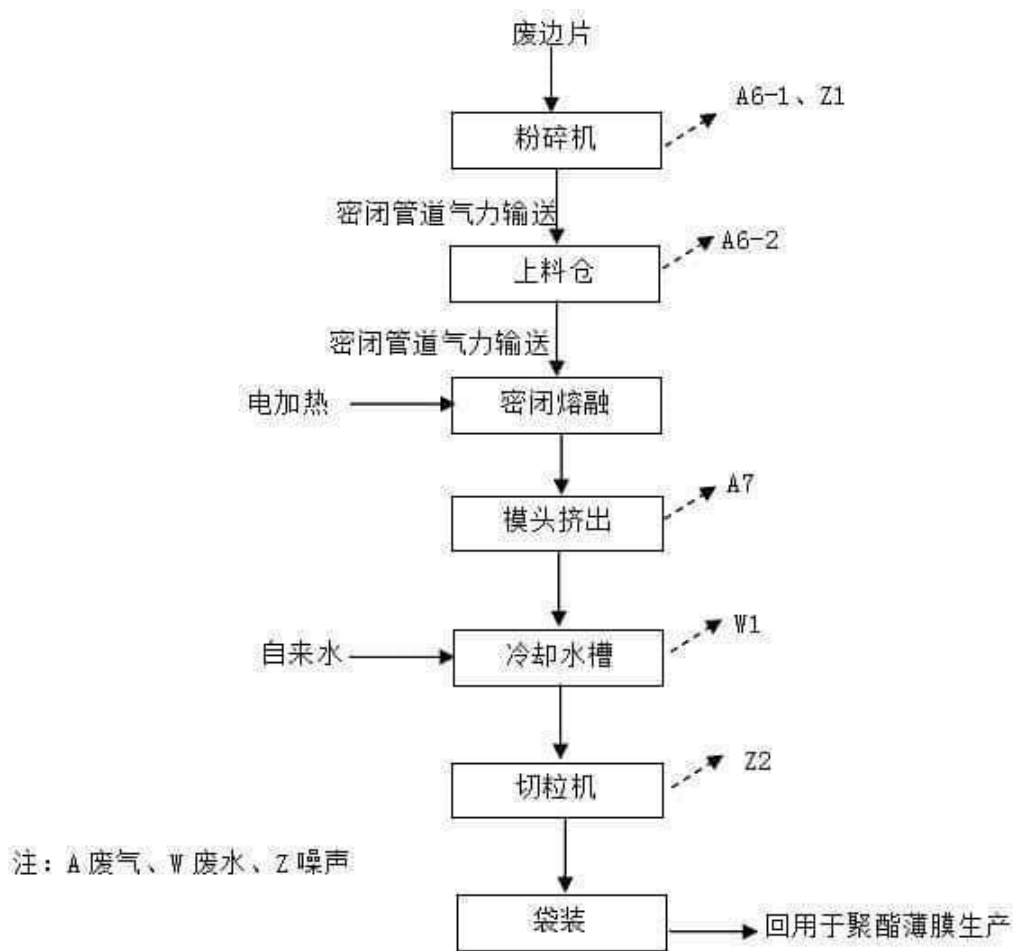 废边片
A6-1、Z1
粉碎机
密闭管道气力输送
A6-2
上料仓
密闭管道气力输送
电加热
密闭熔融
A7
模头挤出
W1
自来水
冷却水槽
Z2
切粒机
注：A 废气、W 废水、Z 噪声
袋装
回用于聚酯薄膜生产